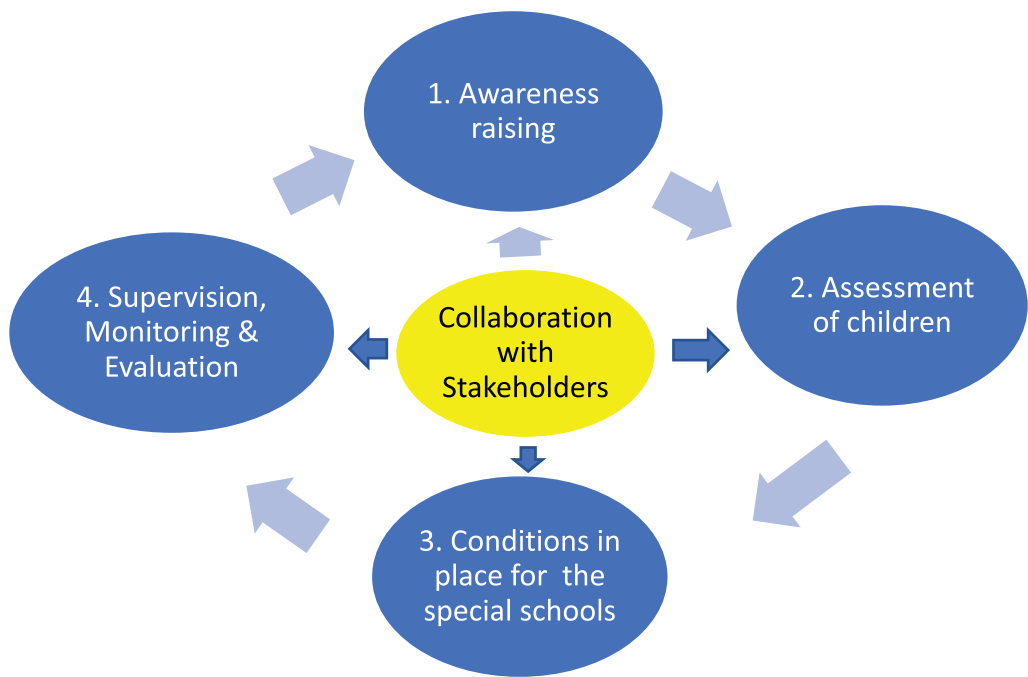 1. Awareness
raising
2. Assessment
of children
4. Supervision,
Monitoring &
Evaluation
Collaboration
with
Stakeholders
3. Conditions in
place for  the
special schools